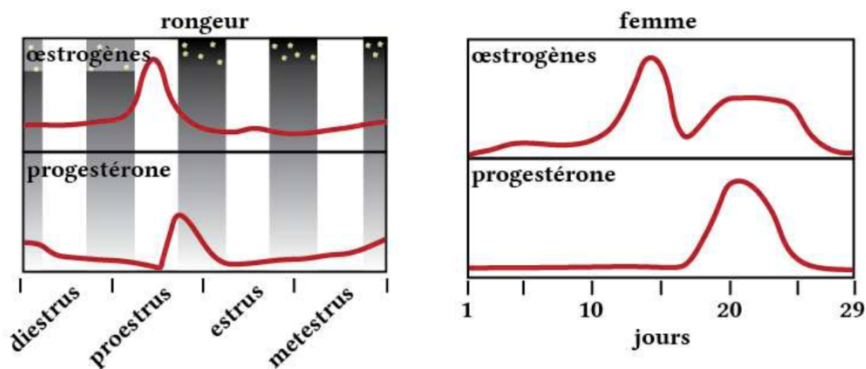 rongeur
œstrogènes
progestérone
diestrus
proestrus
estrus
metestrus
femme
œstrogènes
progestérone
1 10 20 29
jours